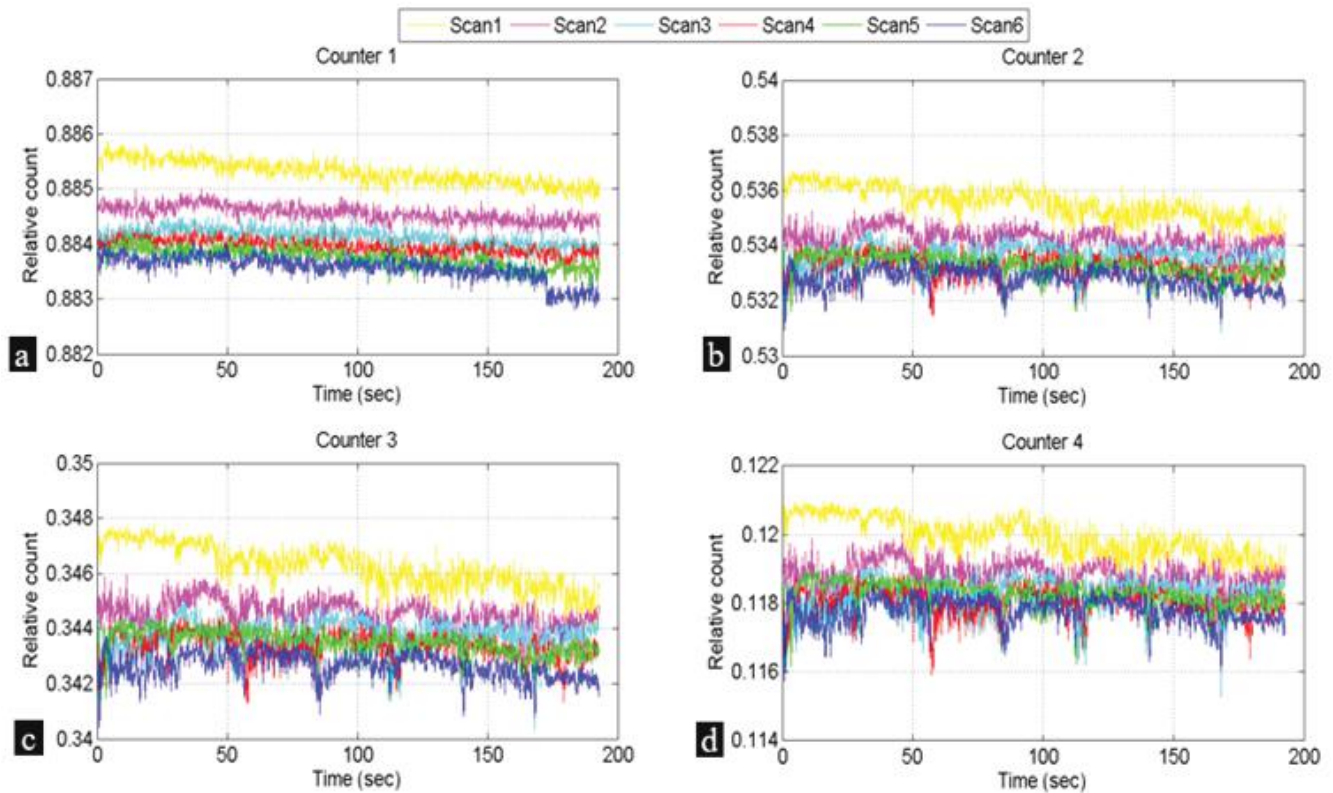 Scan1 Scan2 Scan3 Scan4 Scan5 Scan6
Counter 1
Relative count
0.887
0.886
0.885
0.884
0.883
0.882
0 50 100 150 200
Time (sec)
a
Counter 2
Relative count
0.54
0.538
0.536
0.534
0.532
0.53
0 50 100 150 200
Time (sec)
b
Counter 3
Relative count
0.35
0.348
0.346
0.344
0.342
0.34
0 50 100 150 200
Time (sec)
c
Counter 4
Relative count
0.122
0.12
0.118
0.116
0.114
0 50 100 150 200
Time (sec)
d